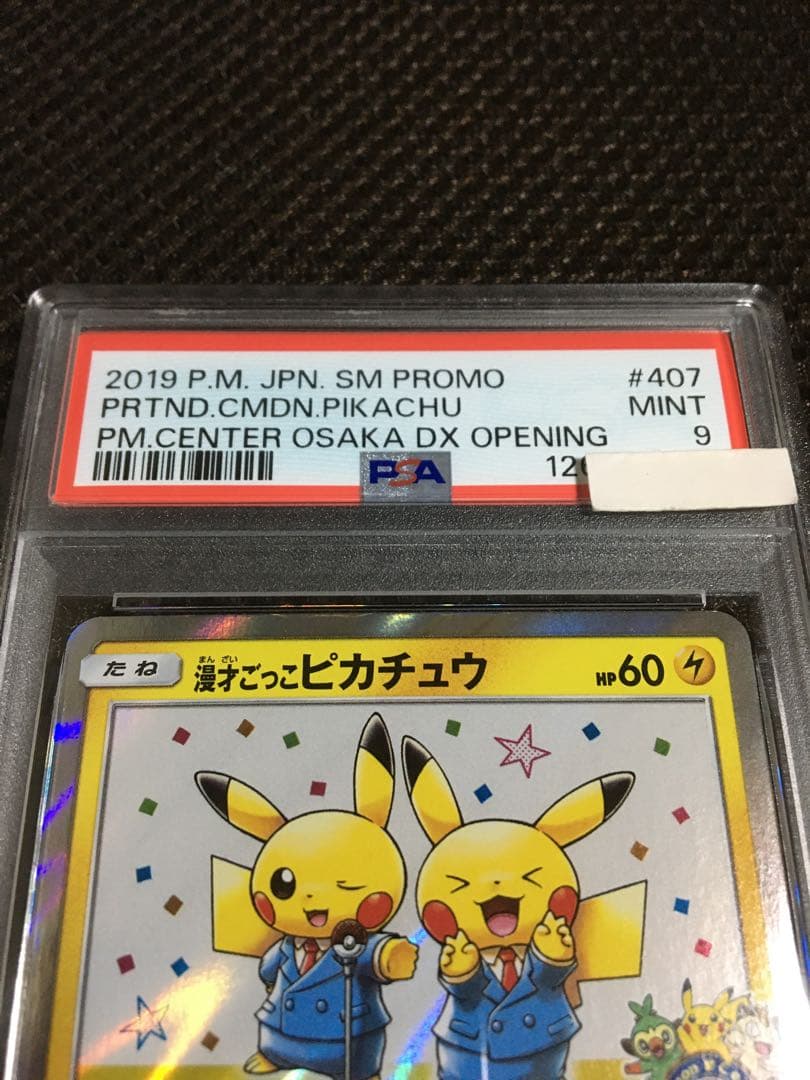 2019 P.M. JPN. SM PROMO #407
PRTND.CMDN.PIKACHU MINT
PM.CENTER OSAKA DX OPENING 9
PSA 126
たね 漫才ごっこピカチュウ HP60
まん ざい